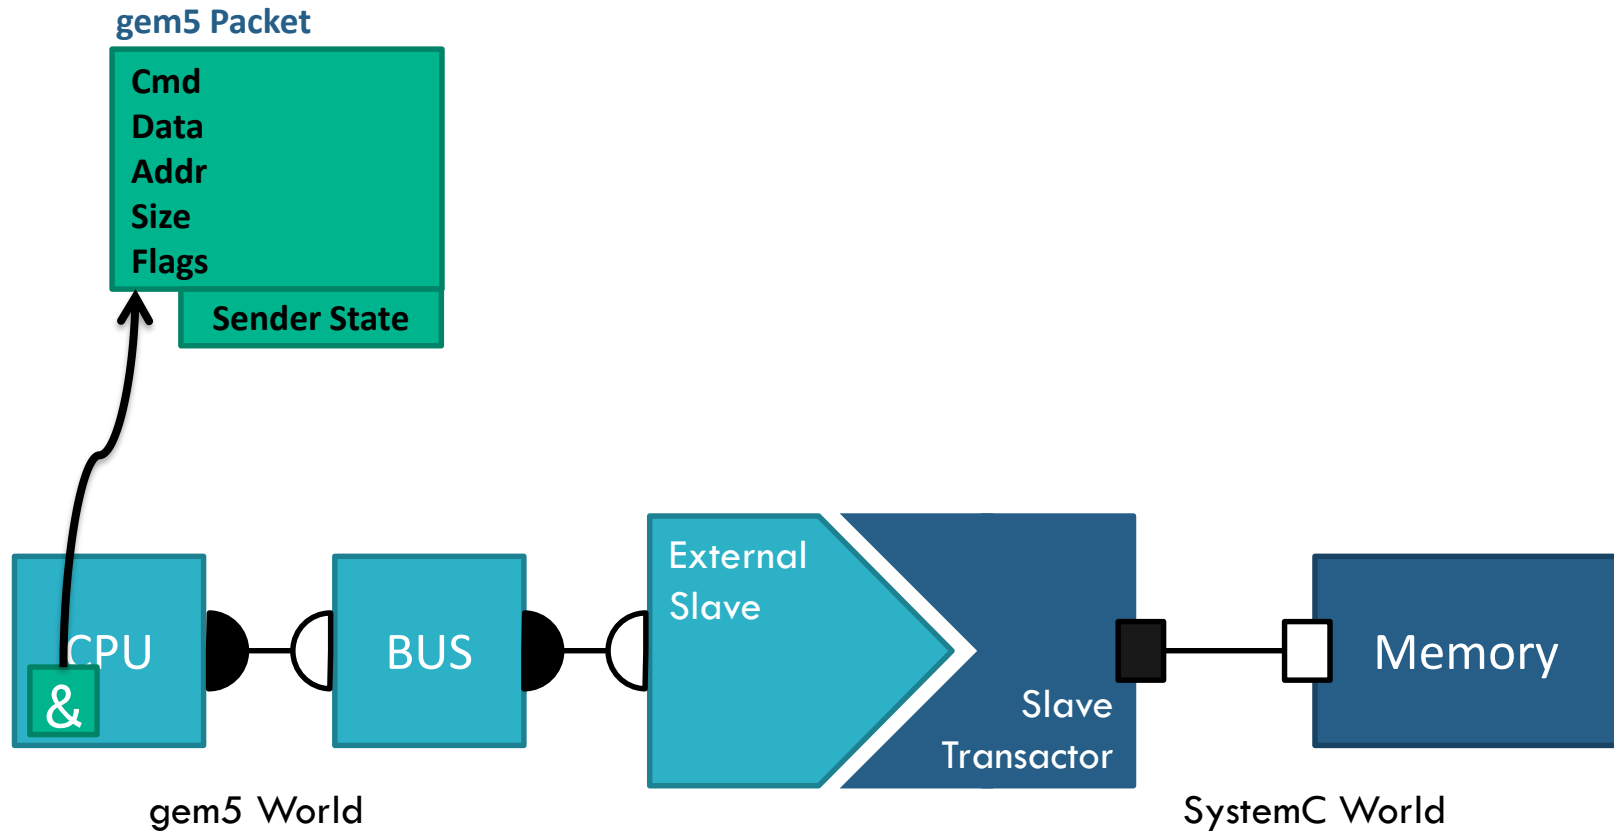 gem5 Packet
Cmd
Data
Addr
Size
Flags
Sender State
CPU
&
BUS
External
Slave
Slave
Transactor
Memory
gem5 World
SystemC World